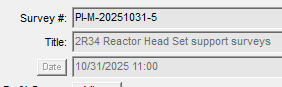 Survey #: PI-M-20251031-5
Title: 2R34 Reactor Head Set support surveys
Date 10/31/2025 11:00